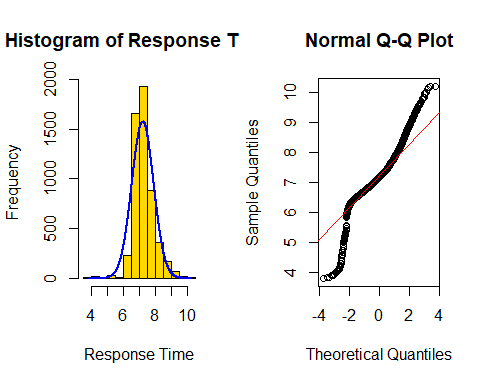 Histogram of Response T
Frequency
0 500 1000 1500 2000
4 6 8 10
Response Time
Normal Q-Q Plot
Sample Quantiles
4 5 6 7 8 9 10
-4 -2 0 2 4
Theoretical Quantiles